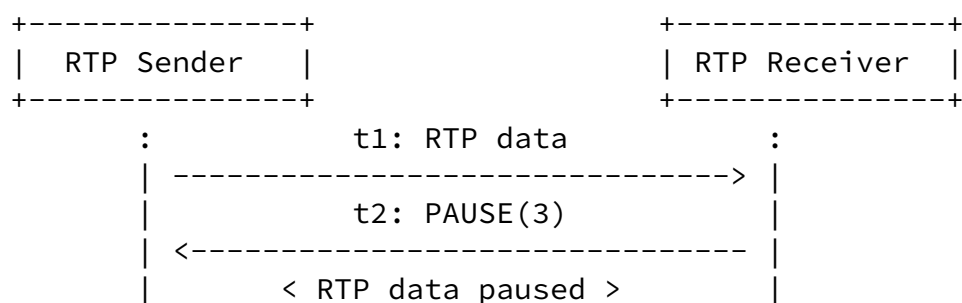 +---------------+                   +---------------+
|  RTP Sender   |                   | RTP Receiver  |
+---------------+                   +---------------+
       :           t1: RTP data           :
       | -------------------------------> |
       |           t2: PAUSE(3)           |
       | <------------------------------- |
       |       < RTP data paused >        |